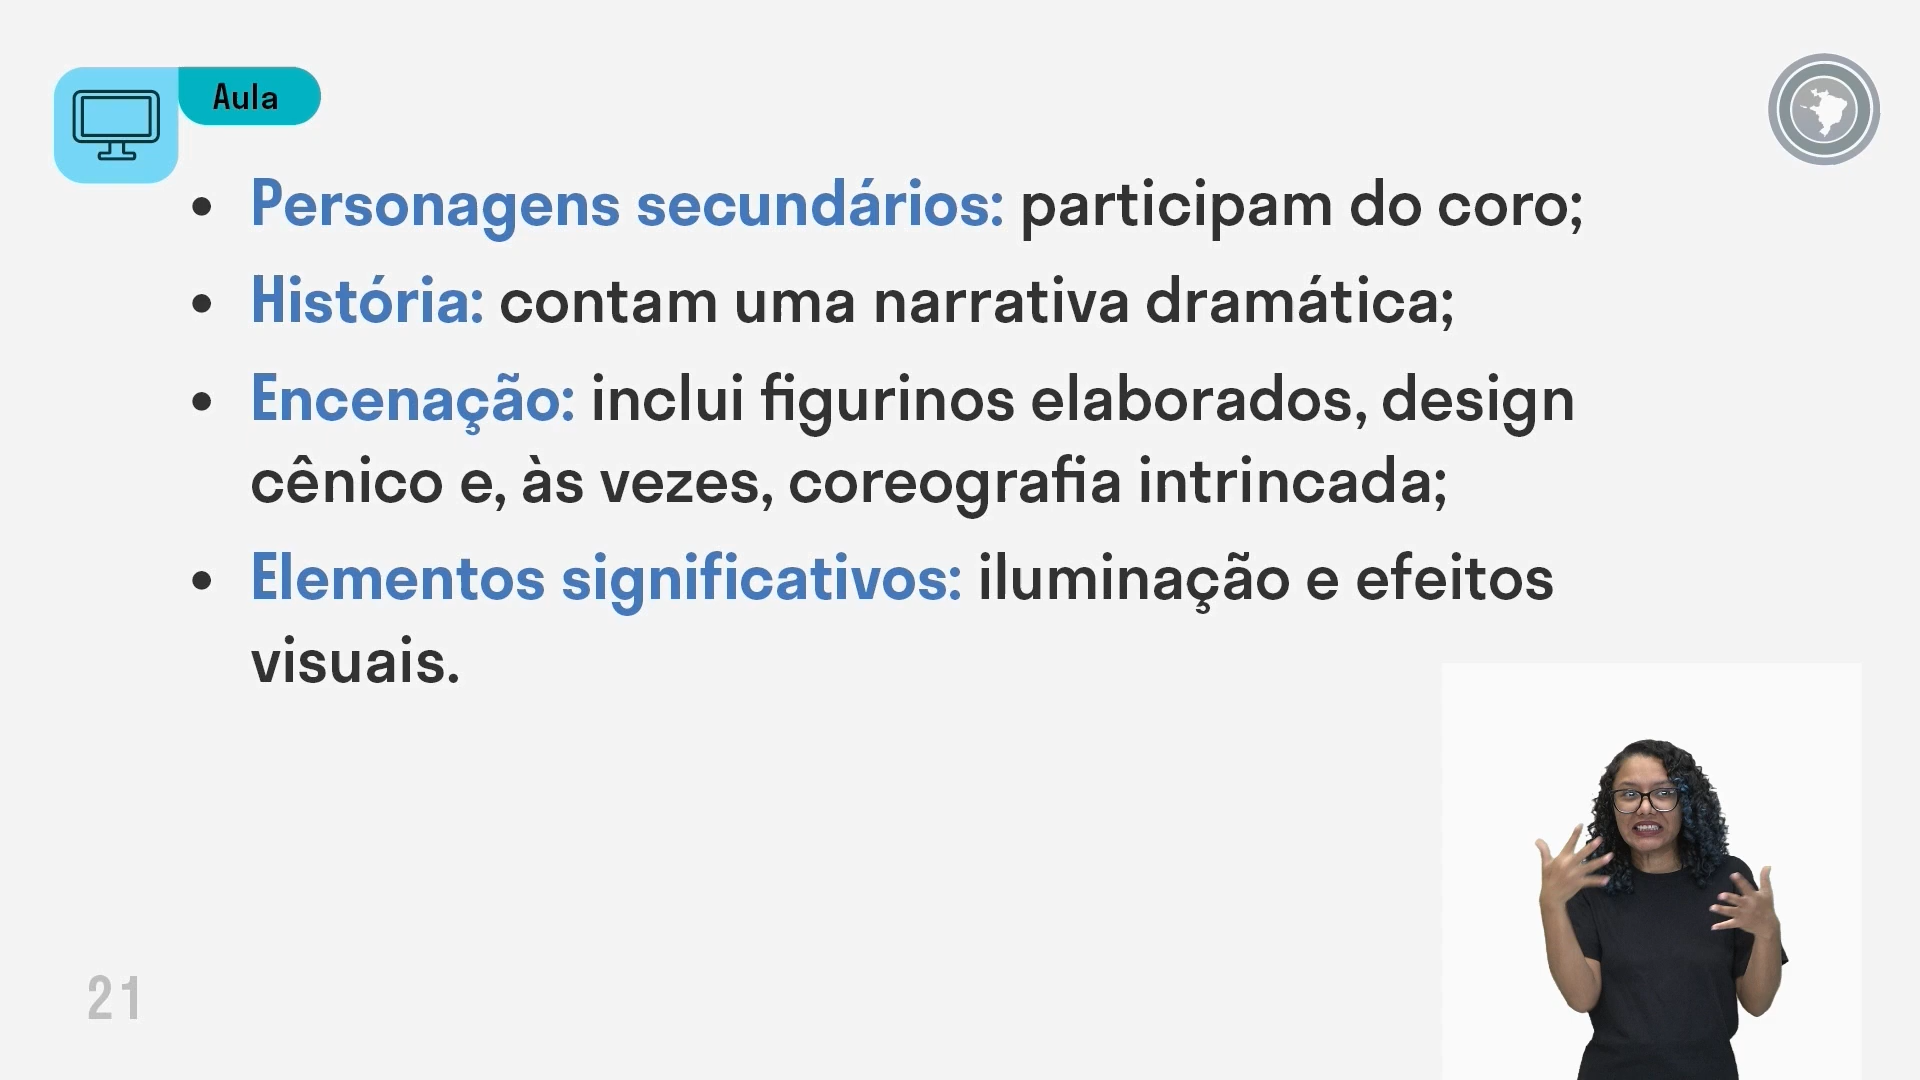 Aula
• Personagens secundários: participam do coro;
• História: contam uma narrativa dramática;
• Encenação: inclui figurinos elaborados, design
cênico e, às vezes, coreografia intrincada;
• Elementos significativos: iluminação e efeitos
visuais.
21